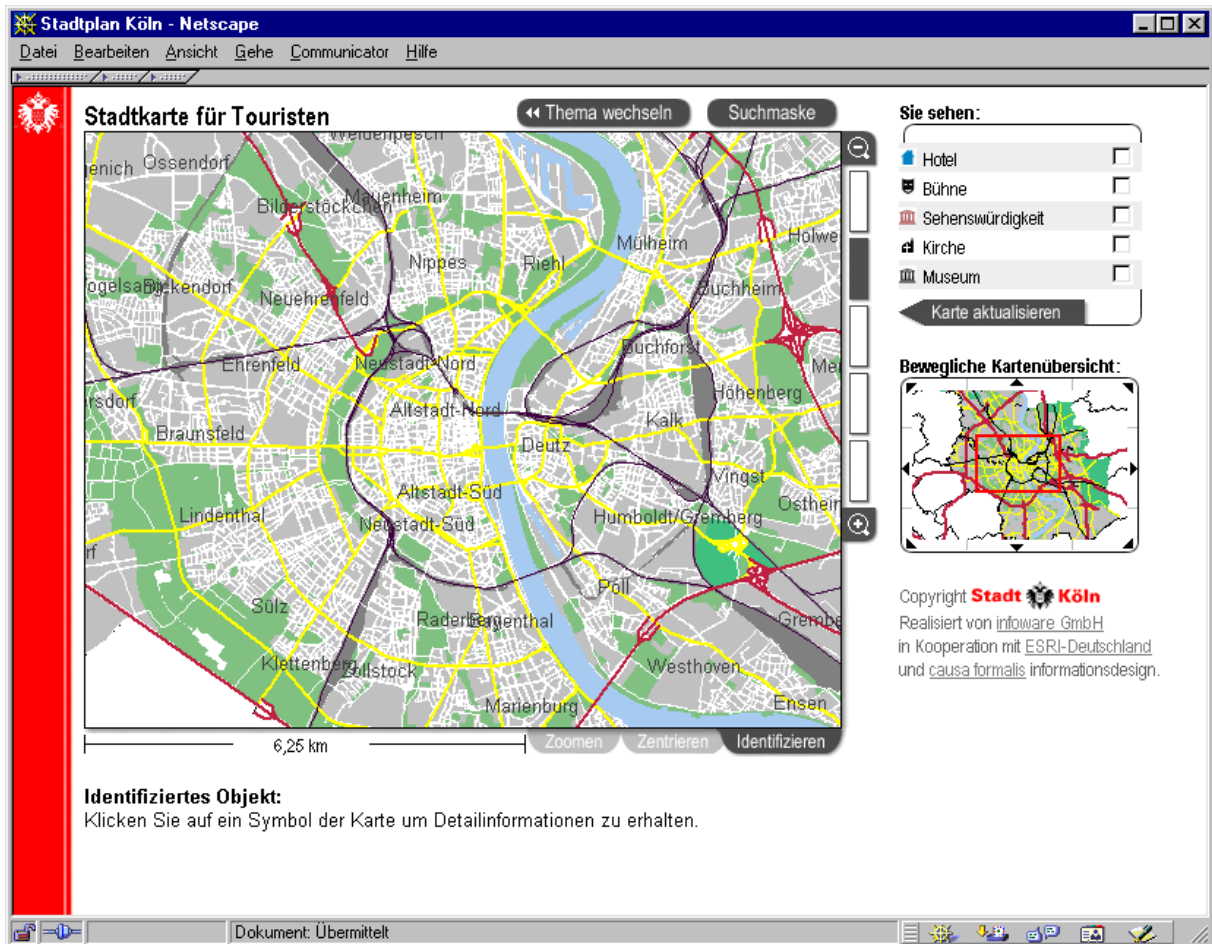 Stadtplan Köln - Netscape
Datei Bearbeiten Ansicht Gehe Communicator Hilfe
Stadtkarte für Touristen
Thema wechseln
Suchmaske
Sie sehen:
Hotel
Bühne
Sehenswürdigkeit
Kirche
Museum
Karte aktualisieren
Bewegliche Kartenübersicht:
Weidenpesch
Ossendorf
Mauenheim
Bilderstöckchen
Mülheim
Nippes
Riehl
Buchheim
Neuehrenfeld
Ehrenfeld
Neustadt-Nord
Buchforst
Höhenberg
Altstadt-Nord
Kalk
Braunsfeld
Deutz
Vingst
Altstadt-Süd
Lindenthal
Neustadt-Süd
Humboldt/Gremberg
Poll
Sülz
Klettenberg
Zollstock
Westhoven
Marienburg
Ensen
6,25 km
Zoomen
Zentrieren
Identifizieren
Copyright Stadt Köln
Realisiert von infoware GmbH
in Kooperation mit ESRI-Deutschland
und causa formalis informationsdesign.
Identifiziertes Objekt:
Klicken Sie auf ein Symbol der Karte um Detailinformationen zu erhalten.
Dokument: Übermittelt